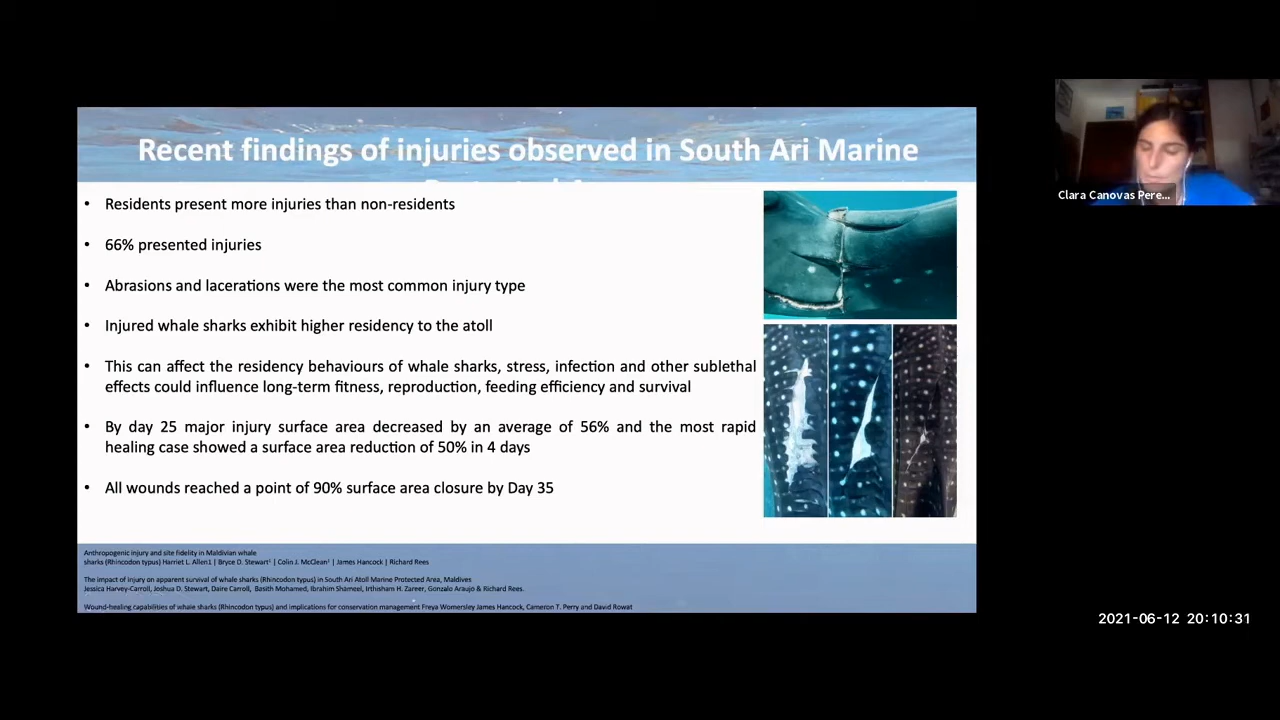 Recent findings of injuries observed in South Ari Marine
• Residents present more injuries than non-residents
• 66% presented injuries
• Abrasions and lacerations were the most common injury type
• Injured whale sharks exhibit higher residency to the atoll
• This can affect the residency behaviours of whale sharks, stress, infection and other sublethal
effects could influence long-term fitness, reproduction, feeding efficiency and survival
• By day 25 major injury surface area decreased by an average of 56% and the most rapid
healing case showed a surface area reduction of 50% in 4 days
• All wounds reached a point of 90% surface area closure by Day 35
Anthropogenic injury and site fidelity in Maldivian whale
sharks (Rhincodon typus) Harriet L. Allen1 | Bryce D. Stewart¹ | Colin J. McClean¹ | James Hancock | Richard Rees
The impact of injury on apparent survival of whale sharks (Rhincodon typus) in South Ari Atoll Marine Protected Area, Maldives
Jessica Harvey-Carroll, Joshua D. Stewart, Daire Carroll, Basith Mohamed, Ibrahim Shameel, Irthisham H. Zareer, Gonzalo Araujo & Richard Rees.
Wound-healing capabilities of whale sharks (Rhincodon typus) and implications for conservation management Freya Womersley James Hancock, Cameron T. Perry and David Rowat
Clara Canovas Pere...
2021-06-12 20:10:31